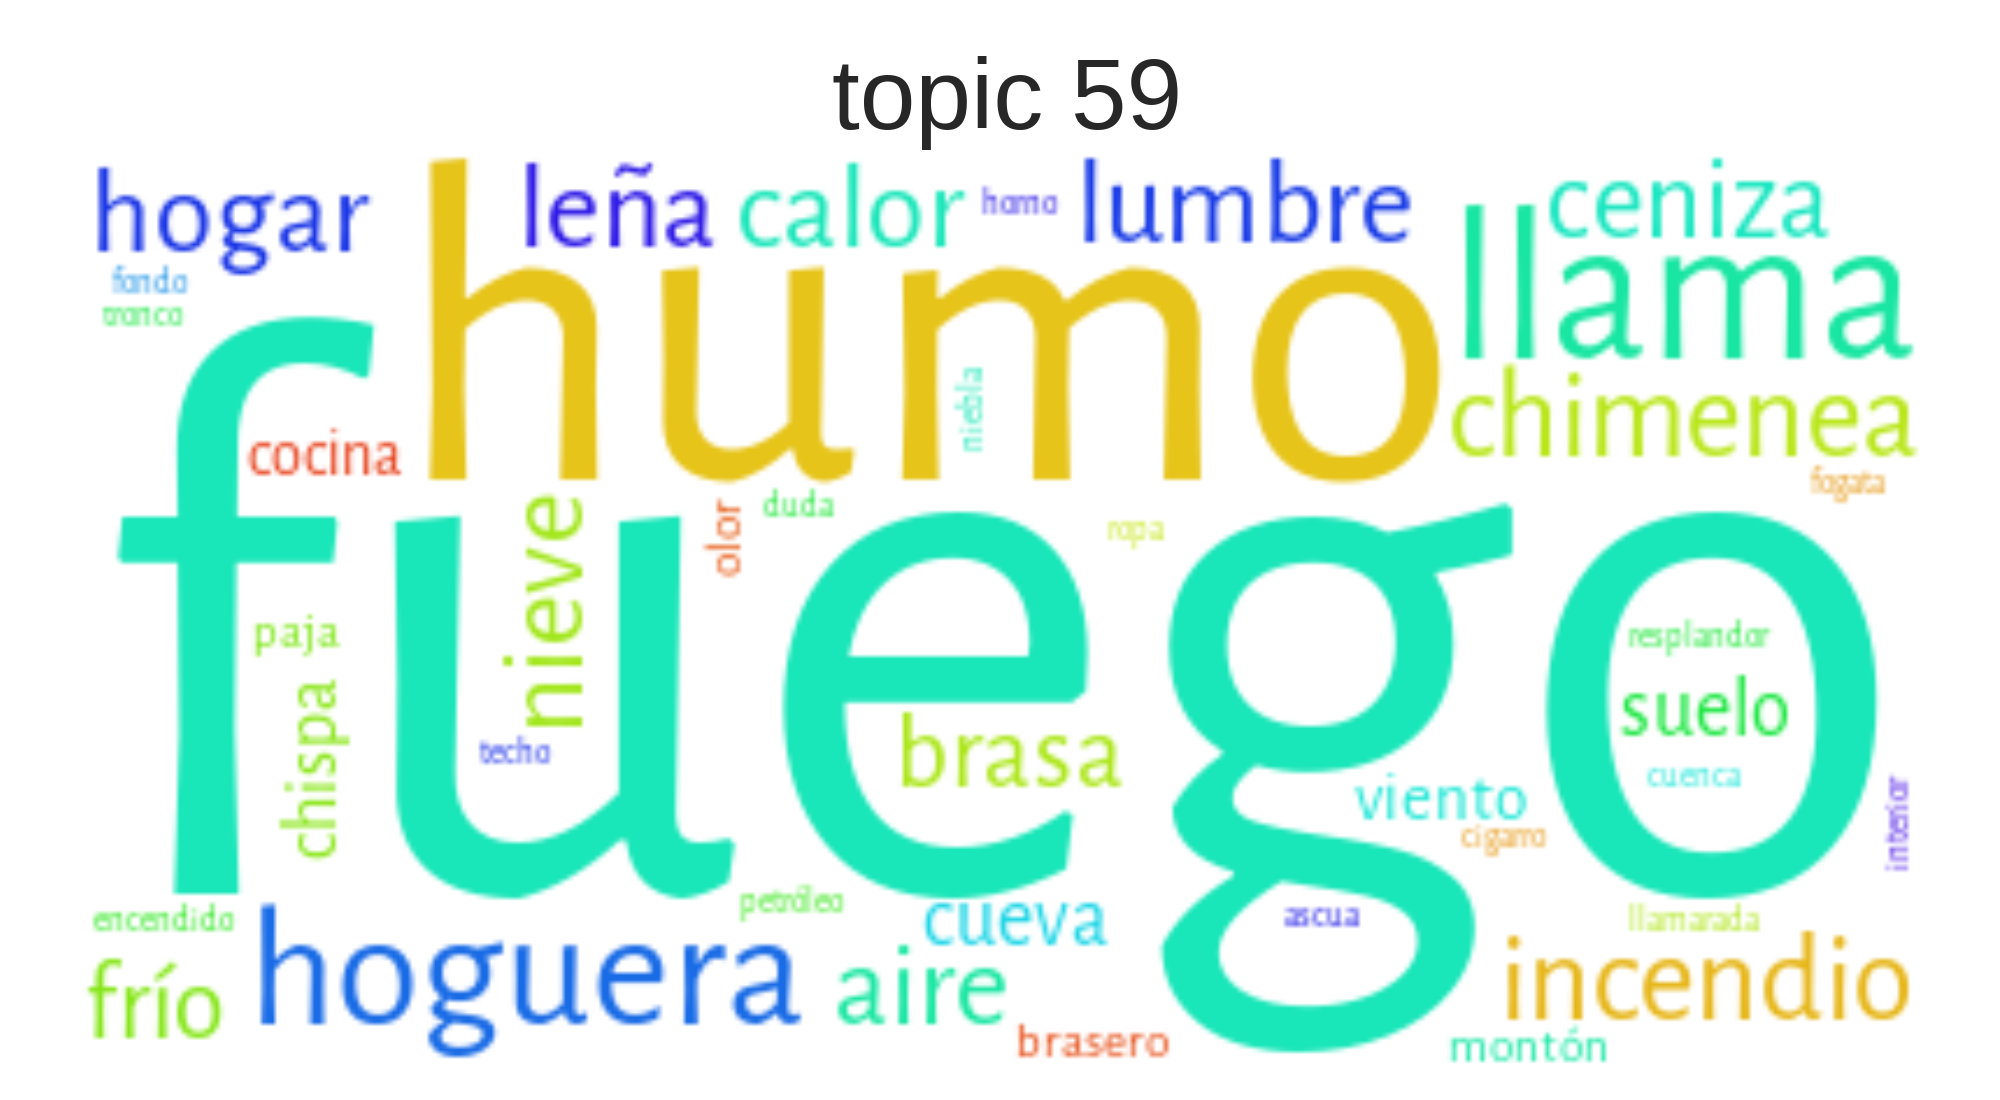 topic 59
hogar
humo
leña
calor
homo
lumbre
ceniza
llama
fondo
tronco
chimenea
niebla
cocina
fogata
fuego
nieve
olor
duda
ropa
paja
resplandor
chispa
suelo
techo
brasa
cuenca
viento
cigarro
interior
encendido
petróleo
cueva
ascua
llamarada
frío
hoguera
aire
incendio
brasero
montón